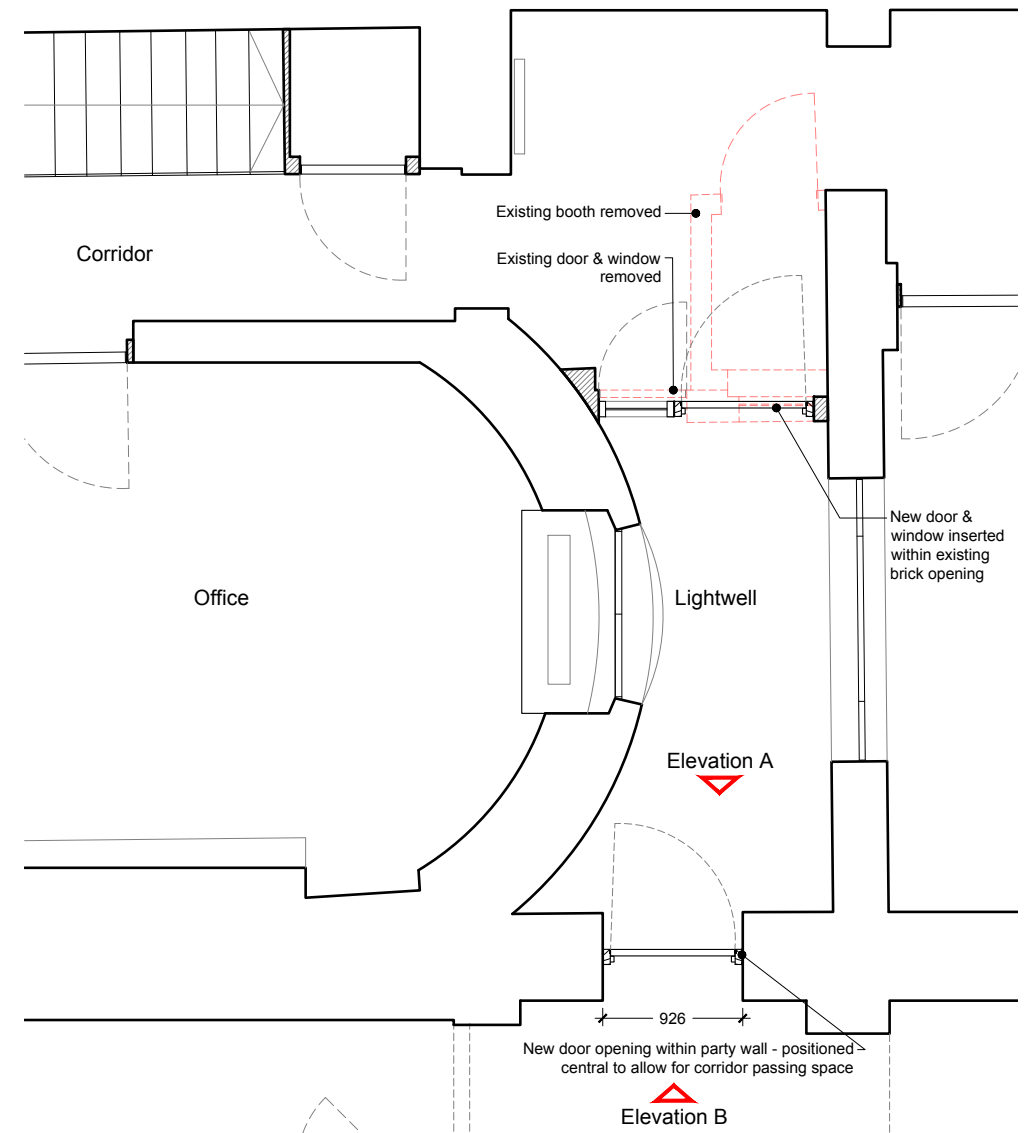 Existing booth removed
Corridor
Existing door & window
removed
New door &
window inserted
within existing
brick opening
Office
Lightwell
Elevation A
926
New door opening within party wall - positioned
central to allow for corridor passing space
Elevation B